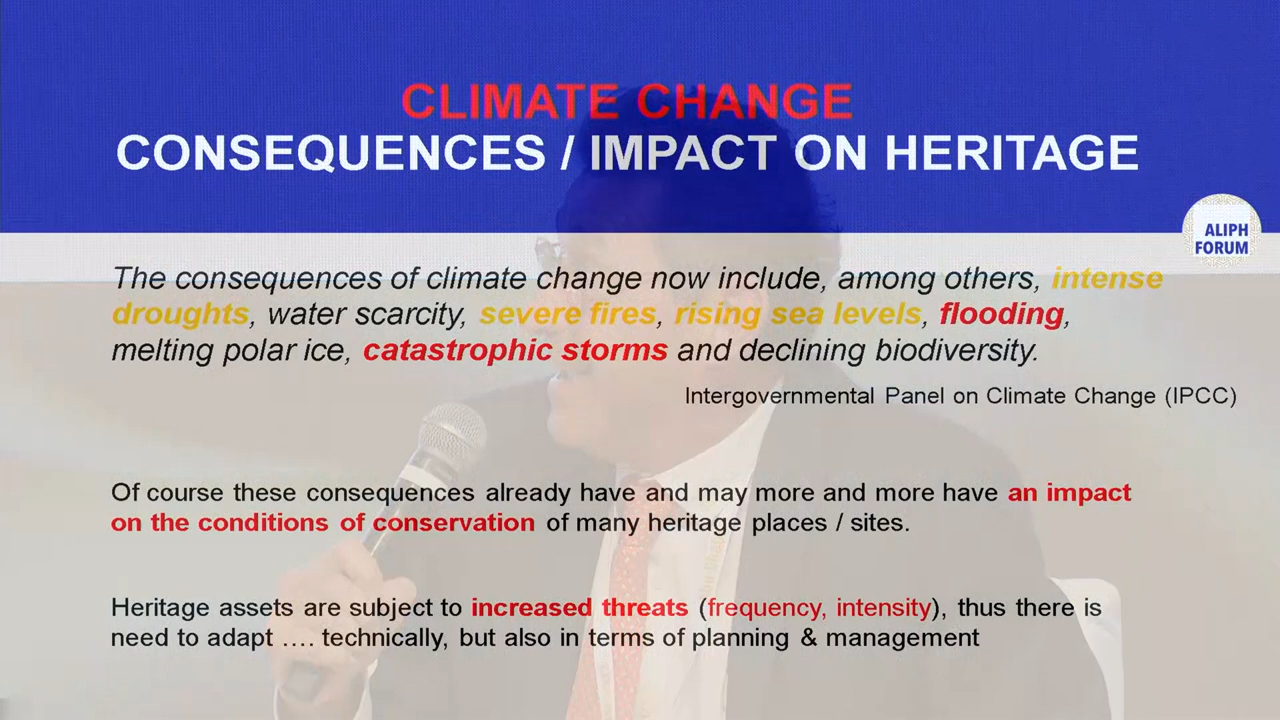 CLIMATE CHANGE
CONSEQUENCES / IMPACT ON HERITAGE
ALIPH
FORUM
The consequences of climate change now include, among others, intense
droughts, water scarcity, severe fires, rising sea levels, flooding,
melting polar ice, catastrophic storms and declining biodiversity.
Intergovernmental Panel on Climate Change (IPCC)
Of course these consequences already have and may more and more have an impact
on the conditions of conservation of many heritage places / sites.
Heritage assets are subject to increased threats (frequency, intensity), thus there is
need to adapt .... technically, but also in terms of planning & management